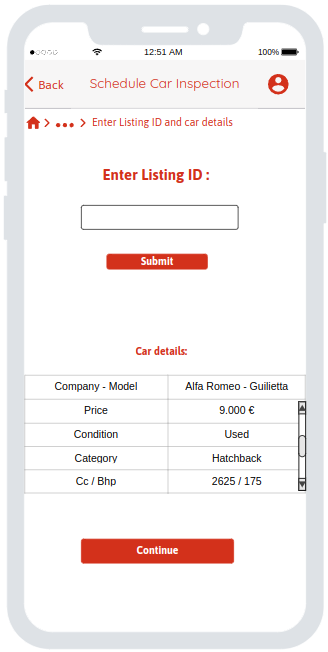 12:51 AM
100%
Back
Schedule Car Inspection
Enter Listing ID and car details
Enter Listing ID :
Submit
Car details:
Company - Model Alfa Romeo - Guilietta
Price 9.000 €
Condition Used
Category Hatchback
Cc / Bhp 2625 / 175
Continue